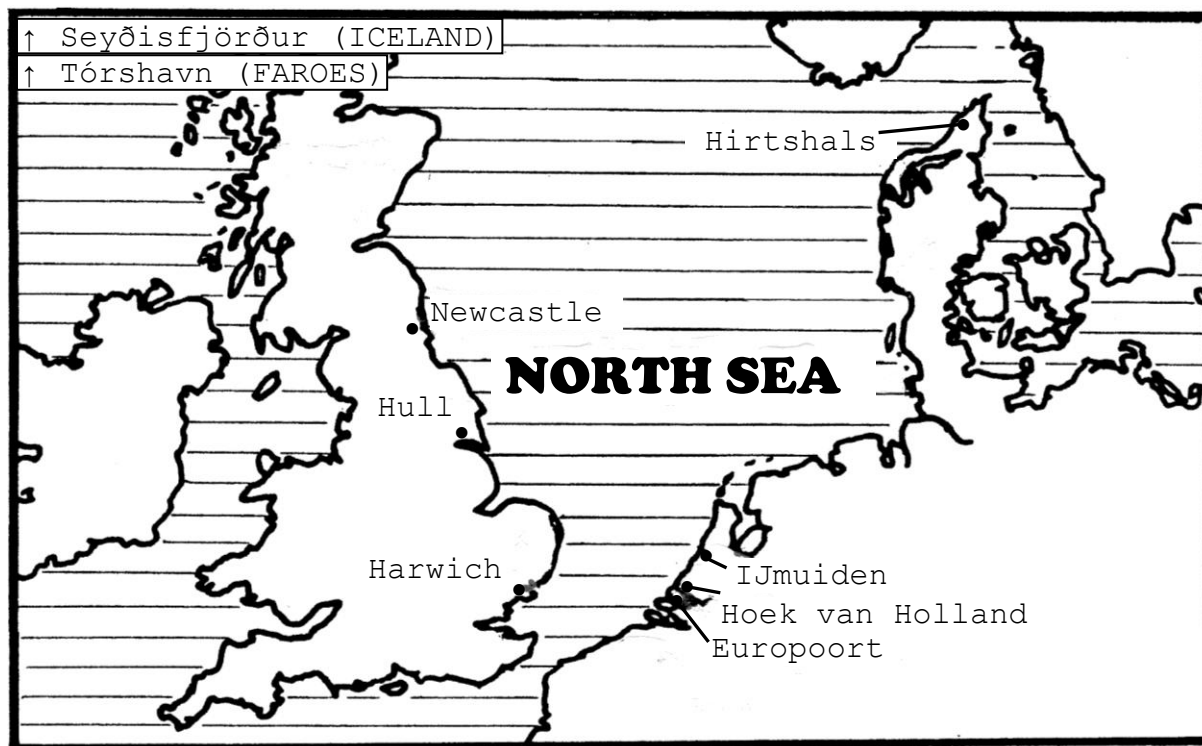 ↑ Seyðisfjörður (ICELAND)
↑ Tórshavn (FAROES)
Hirtshals
Newcastle
NORTH SEA
Hull
Harwich
IJmuiden
Hoek van Holland
Europoort